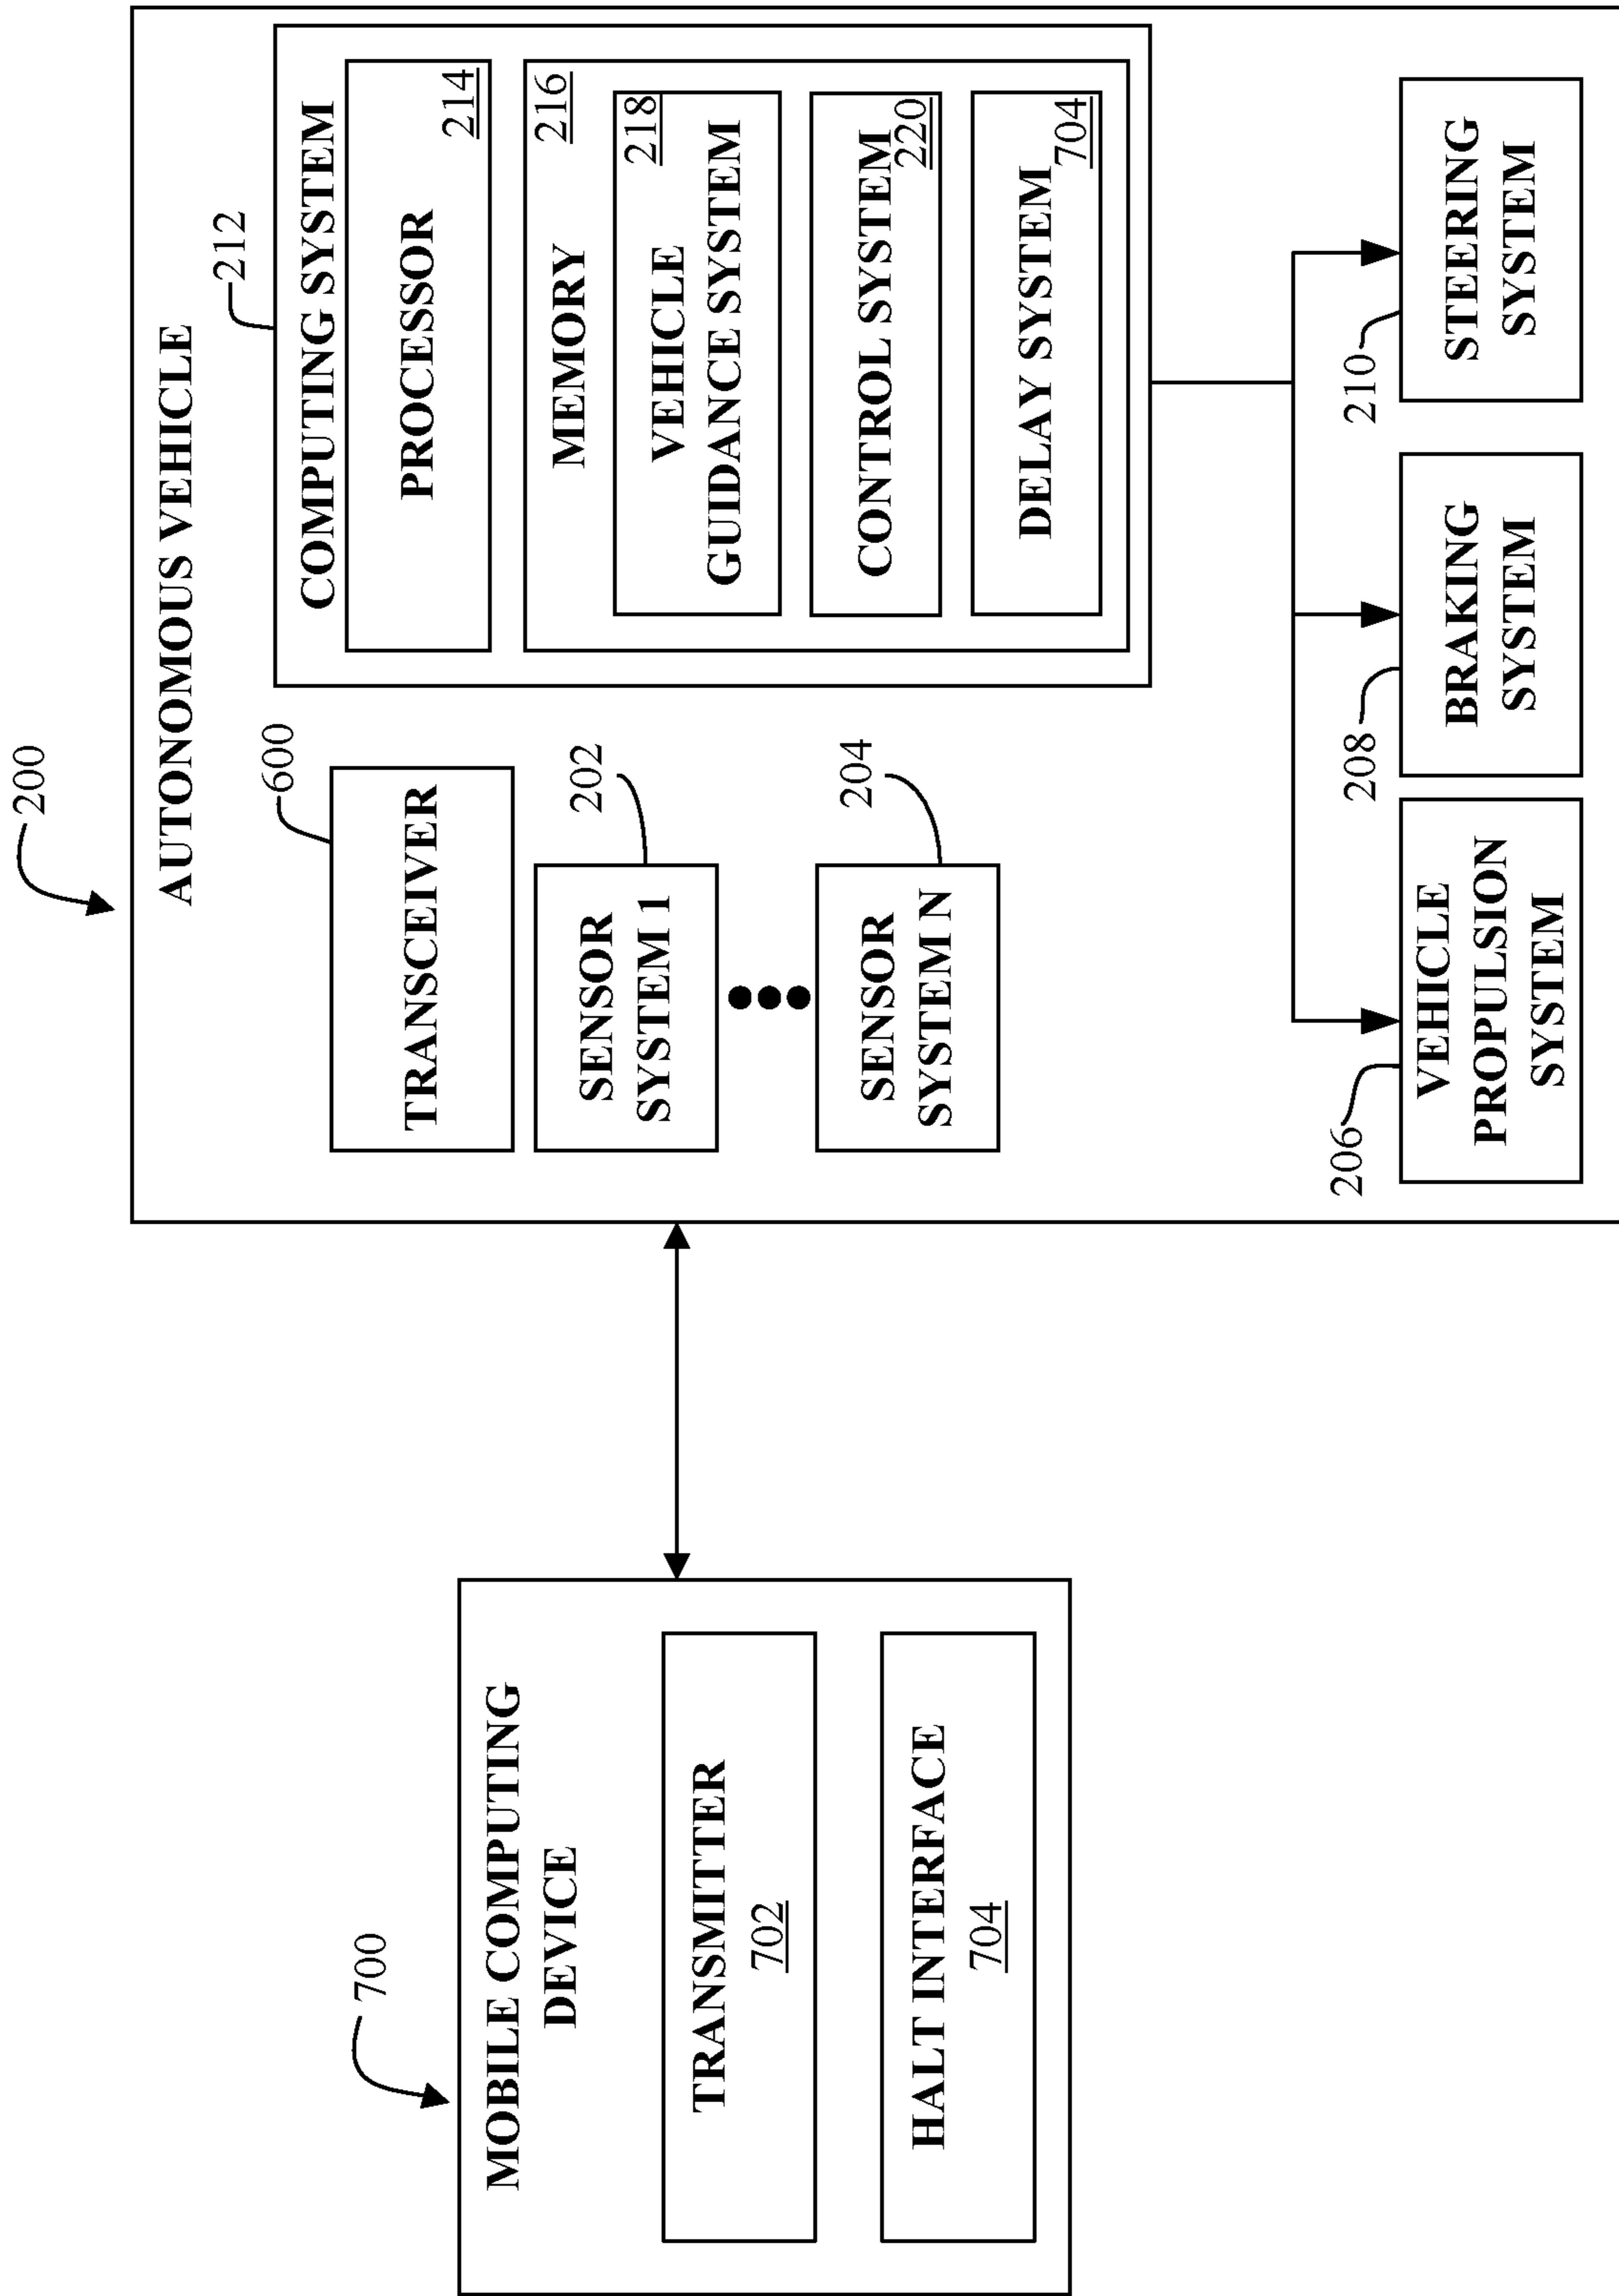 200
AUTONOMOUS VEHICLE
600
TRANSCEIVER
202
SENSOR
SYSTEM 1
204
SENSOR
SYSTEM N
212
COMPUTING SYSTEM
214
PROCESSOR
216
MEMORY
218
VEHICLE
GUIDANCE SYSTEM
CONTROL SYSTEM
220
DELAY SYSTEM
704
206
VEHICLE
PROPULSION
SYSTEM
208
BRAKING
SYSTEM
210
STEERING
SYSTEM
700
MOBILE COMPUTING
DEVICE
TRANSMITTER
702
HALT INTERFACE
704